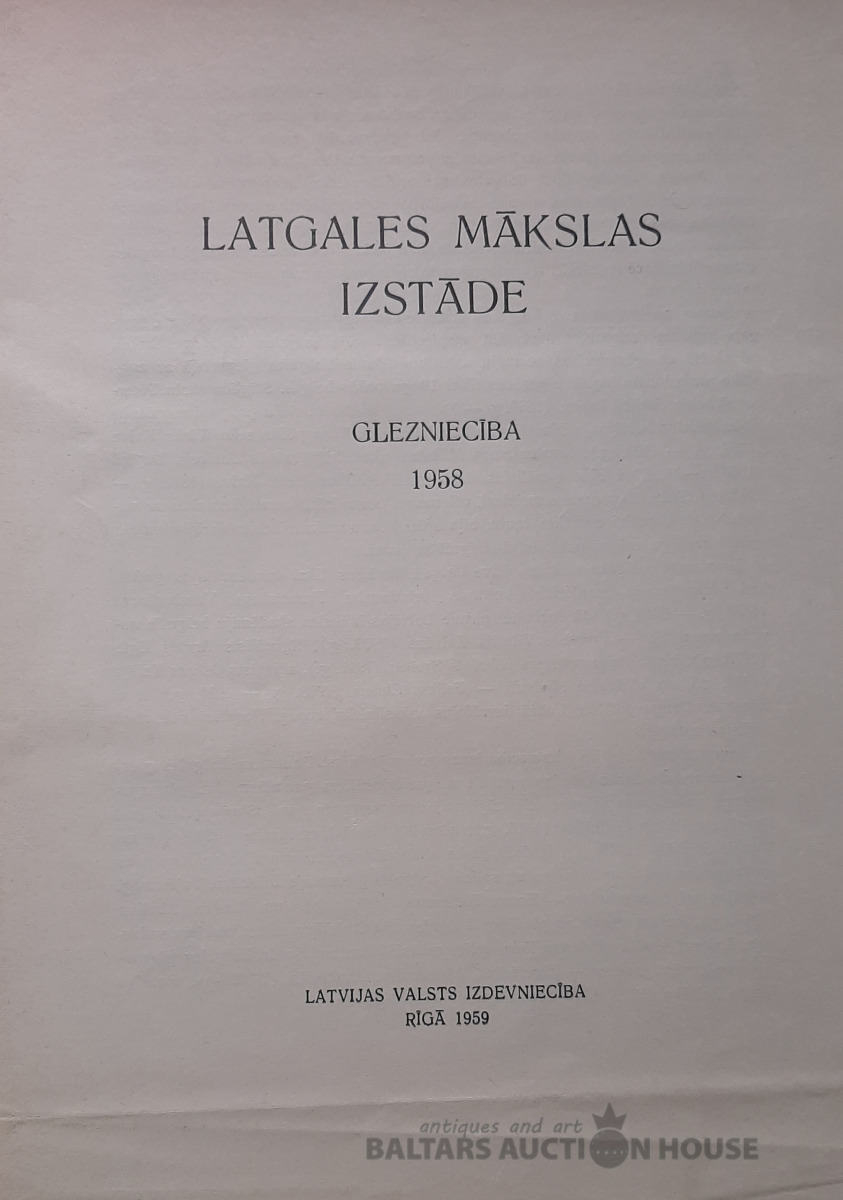 LATGALES MĀKSLAS
IZSTĀDE
GLEZNIECĪBA
1958
LATVIJAS VALSTS IZDEVNIECĪBA
RĪGĀ 1959
antiques and art
BALTARS AUCTION HOUSE